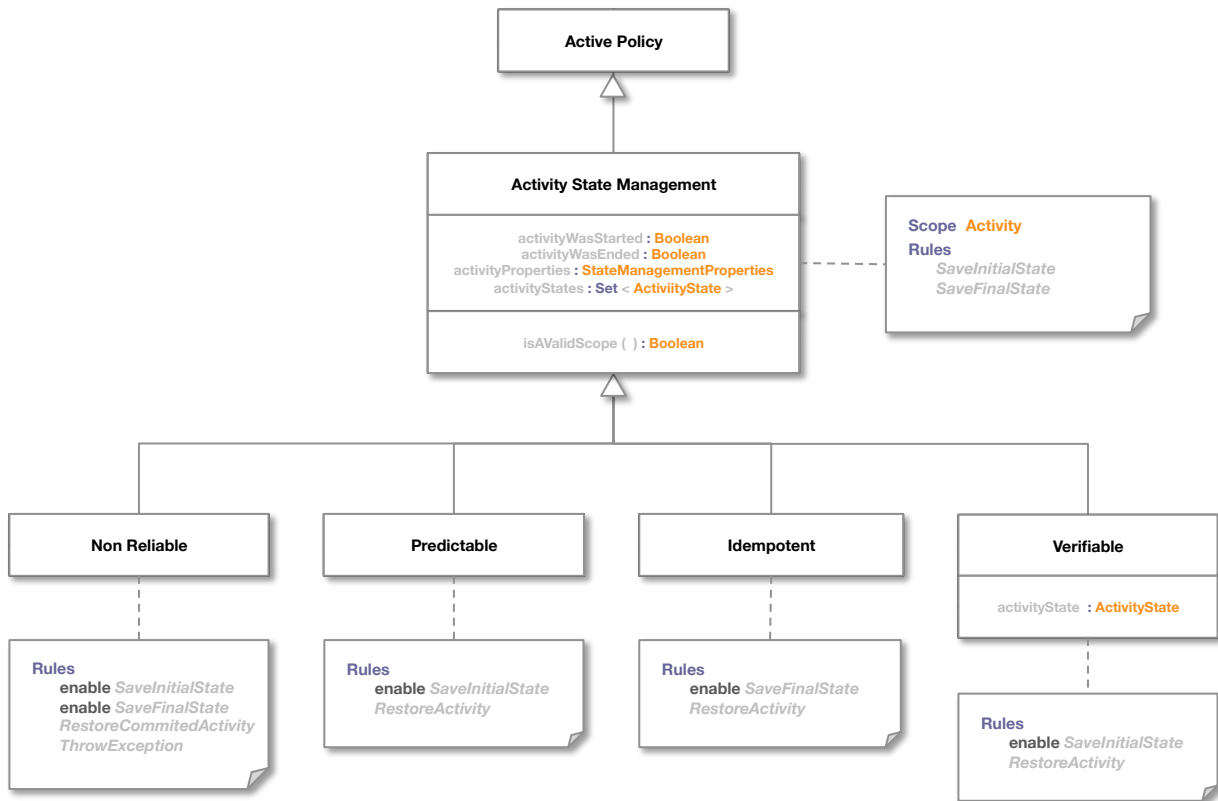 Active Policy
Activity State Management
activityWasStarted : Boolean
activityWasEnded : Boolean
activityProperties : StateManagementProperties
activityStates : Set < ActiviityState >
isAValidScope ( ) : Boolean
Scope Activity
Rules
SaveInitialState
SaveFinalState
Non Reliable
Rules
enable SaveInitialState
enable SaveFinalState
RestoreCommitedActivity
ThrowException
Predictable
Rules
enable SaveInitialState
RestoreActivity
Idempotent
Rules
enable SaveFinalState
RestoreActivity
Verifiable
activityState : ActivityState
Rules
enable SaveInitialState
RestoreActivity